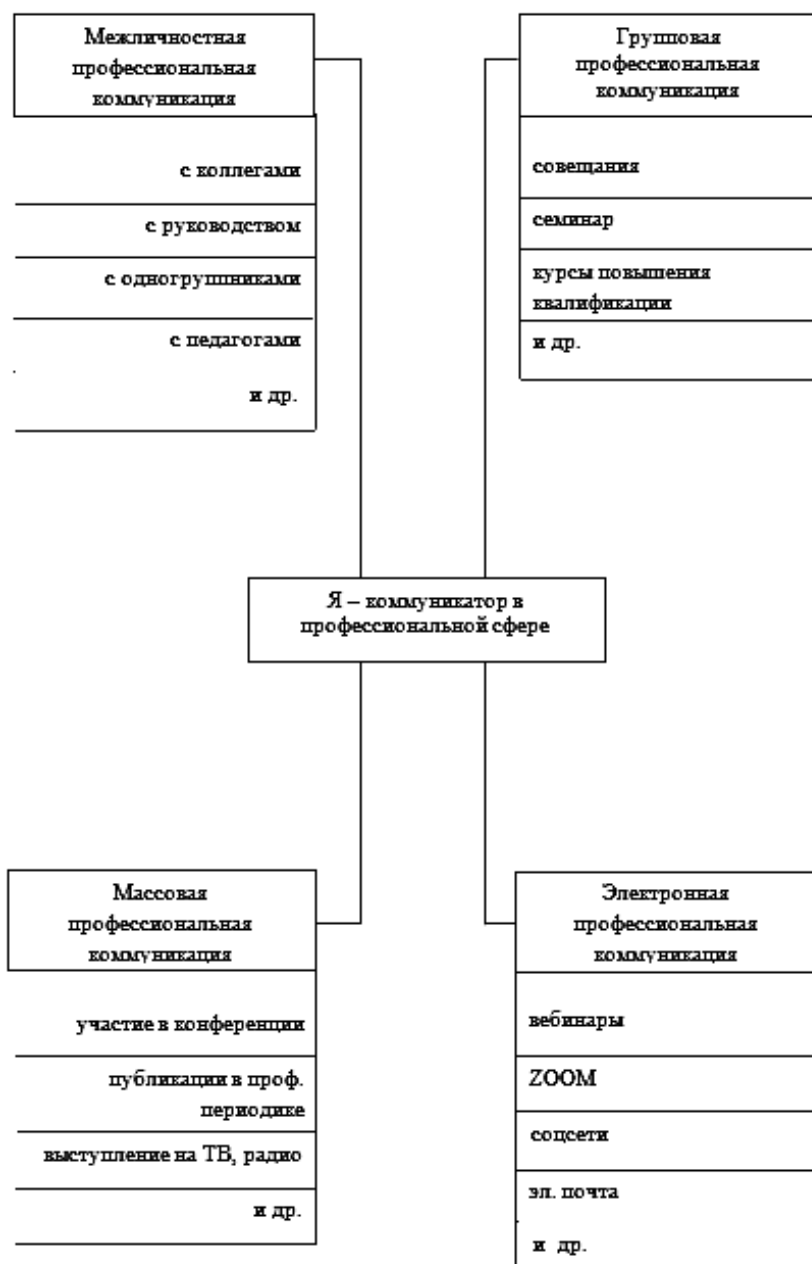 Межличностная
профессиональная
коммуникация
с коллегами
с руководством
с одногруппниками
с педагогами
и др.
Групповая
профессиональная
коммуникация
совещания
семинар
курсы повышения
квалификации
и др.
Я – коммуникатор в
профессиональной сфере
Массовая
профессиональная
коммуникация
участие в конференции
публикации в проф.
периодике
выступление на ТВ, радио
и др.
Электронная
профессиональная
коммуникация
вебинары
ZOOM
соцсети
эл. почта
и др.